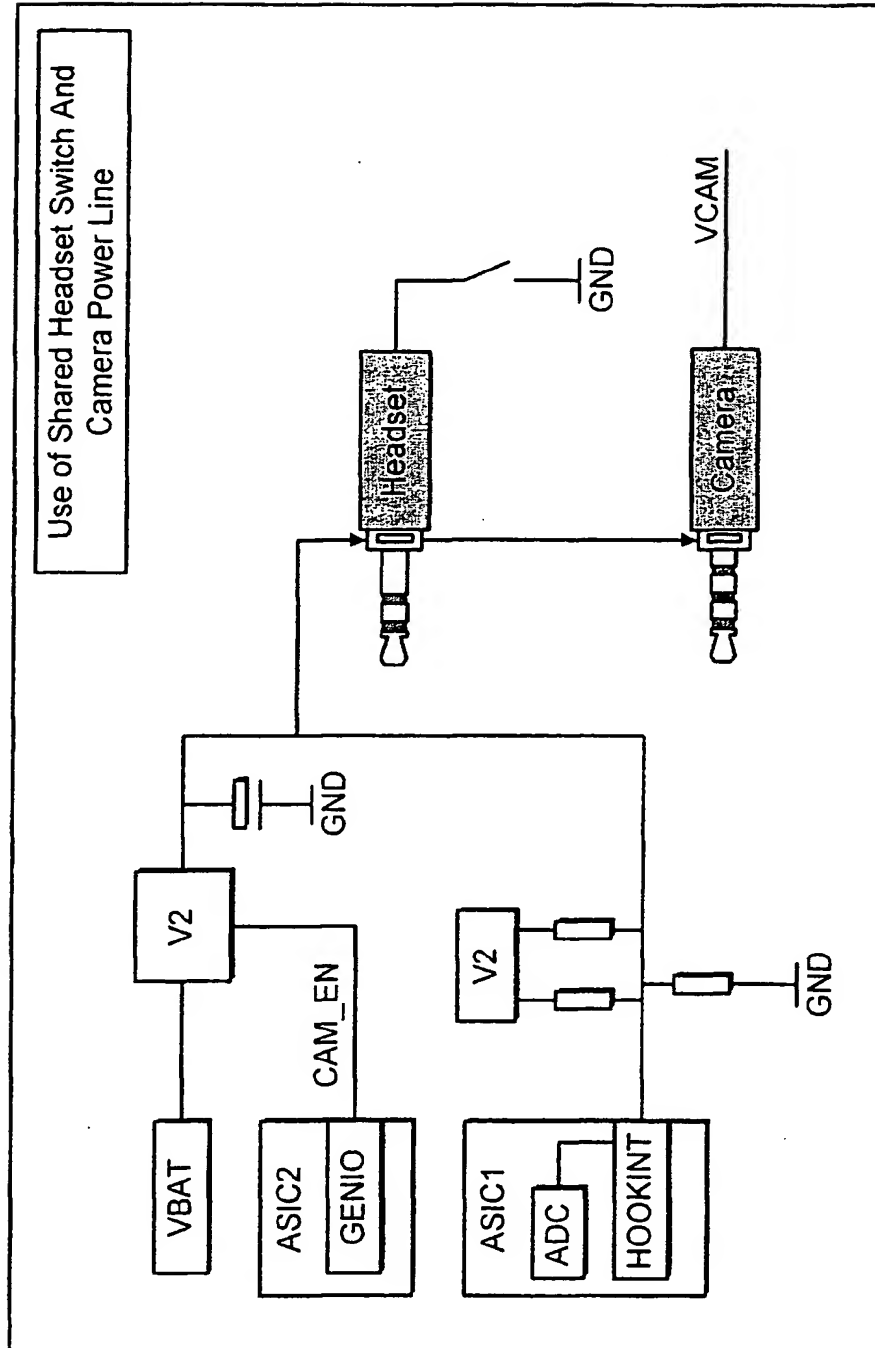 Use of Shared Headset Switch And
Camera Power Line
VBAT
V2
GND
ASIC2
GENIO
CAM_EN
Headset
GND
ASIC1
ADC
HOOKINT
V2
GND
Camera
VCAM